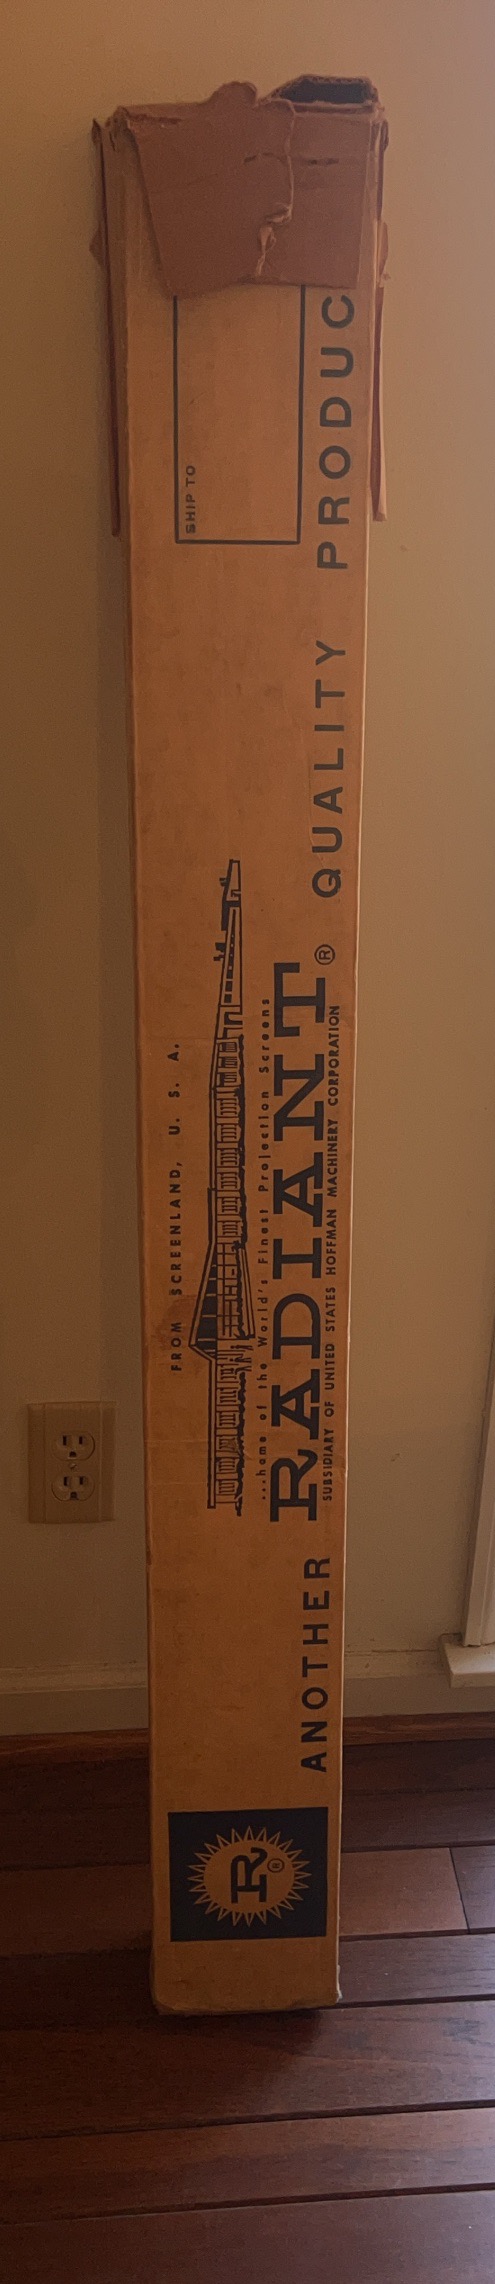 SHIP TO
FROM SCREENLAND, U. S. A.
...home of the World's Finest Projection Screens
ANOTHER RADIANT® QUALITY PRODUC
SUBSIDIARY OF UNITED STATES HOFFMAN MACHINERY CORPORATION
R®